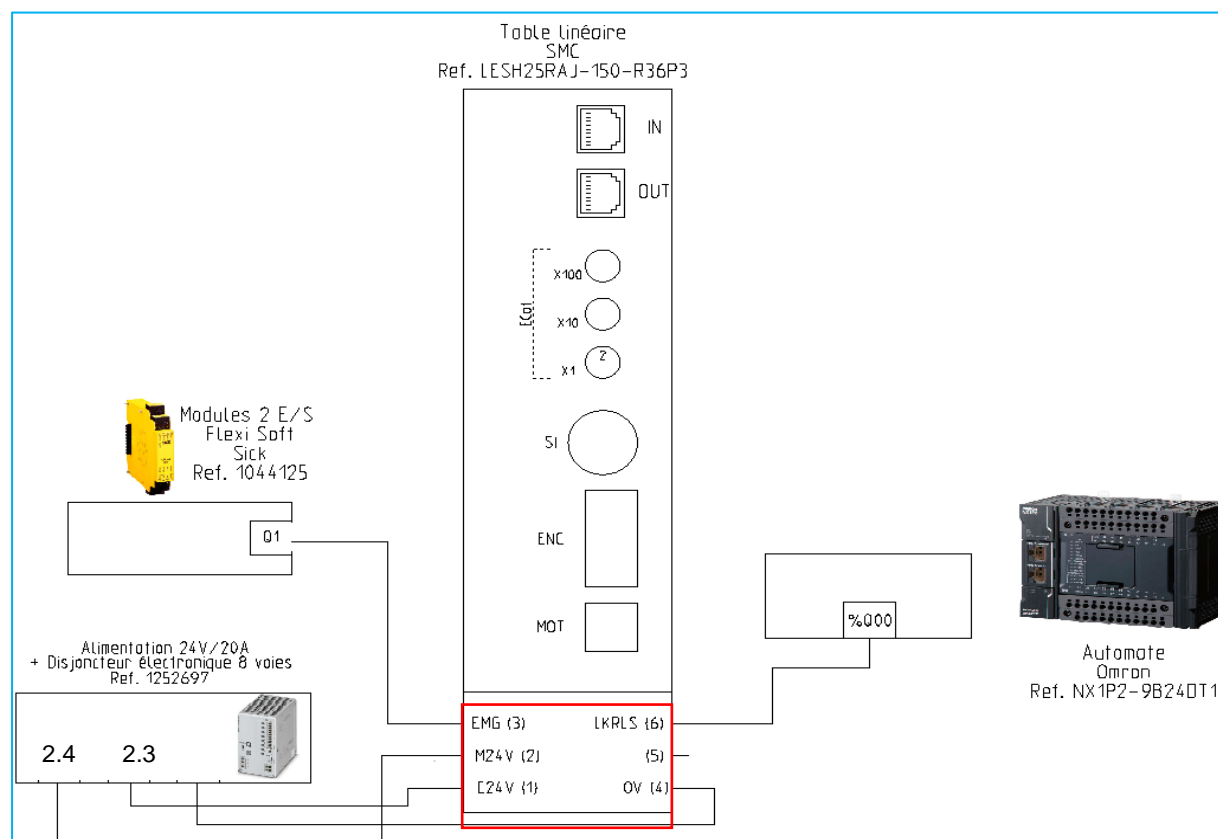 Table linéaire
SMC
Ref. LESH25RAJ-150-R36P3
IN
OUT
X100
X10
ECat
X1
2
Modules 2 E/S
Flexi Soft
Sick
Ref. 1044125
SI
Q1
ENC
MOT
%Q00
Alimentation 24V/20A
+ Disjoncteur électronique 8 voies
Ref. 1252697
Automate
Omron
Ref. NX1P2-9B24DT1
2.4
2.3
EMG (3)
LKRLS (6)
M24V (2)
(5)
C24V (1)
0V (4)